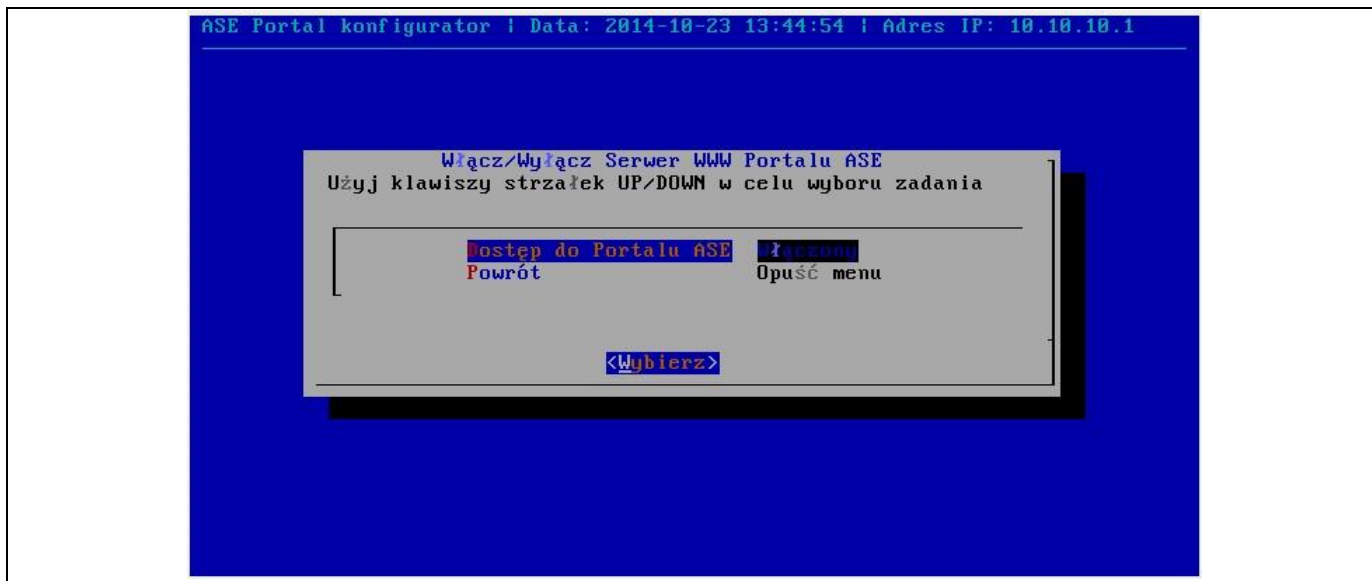 ASE Portal konfigurator | Data: 2014-10-23 13:44:54 | Adres IP: 10.10.10.1
Włącz/Wyłącz Serwer WWW Portalu ASE
Użyj klawiszy strzałek UP/DOWN w celu wyboru zadania
Dostęp do Portalu ASE Włączony
Powrót Opuść menu
<Wybierz>